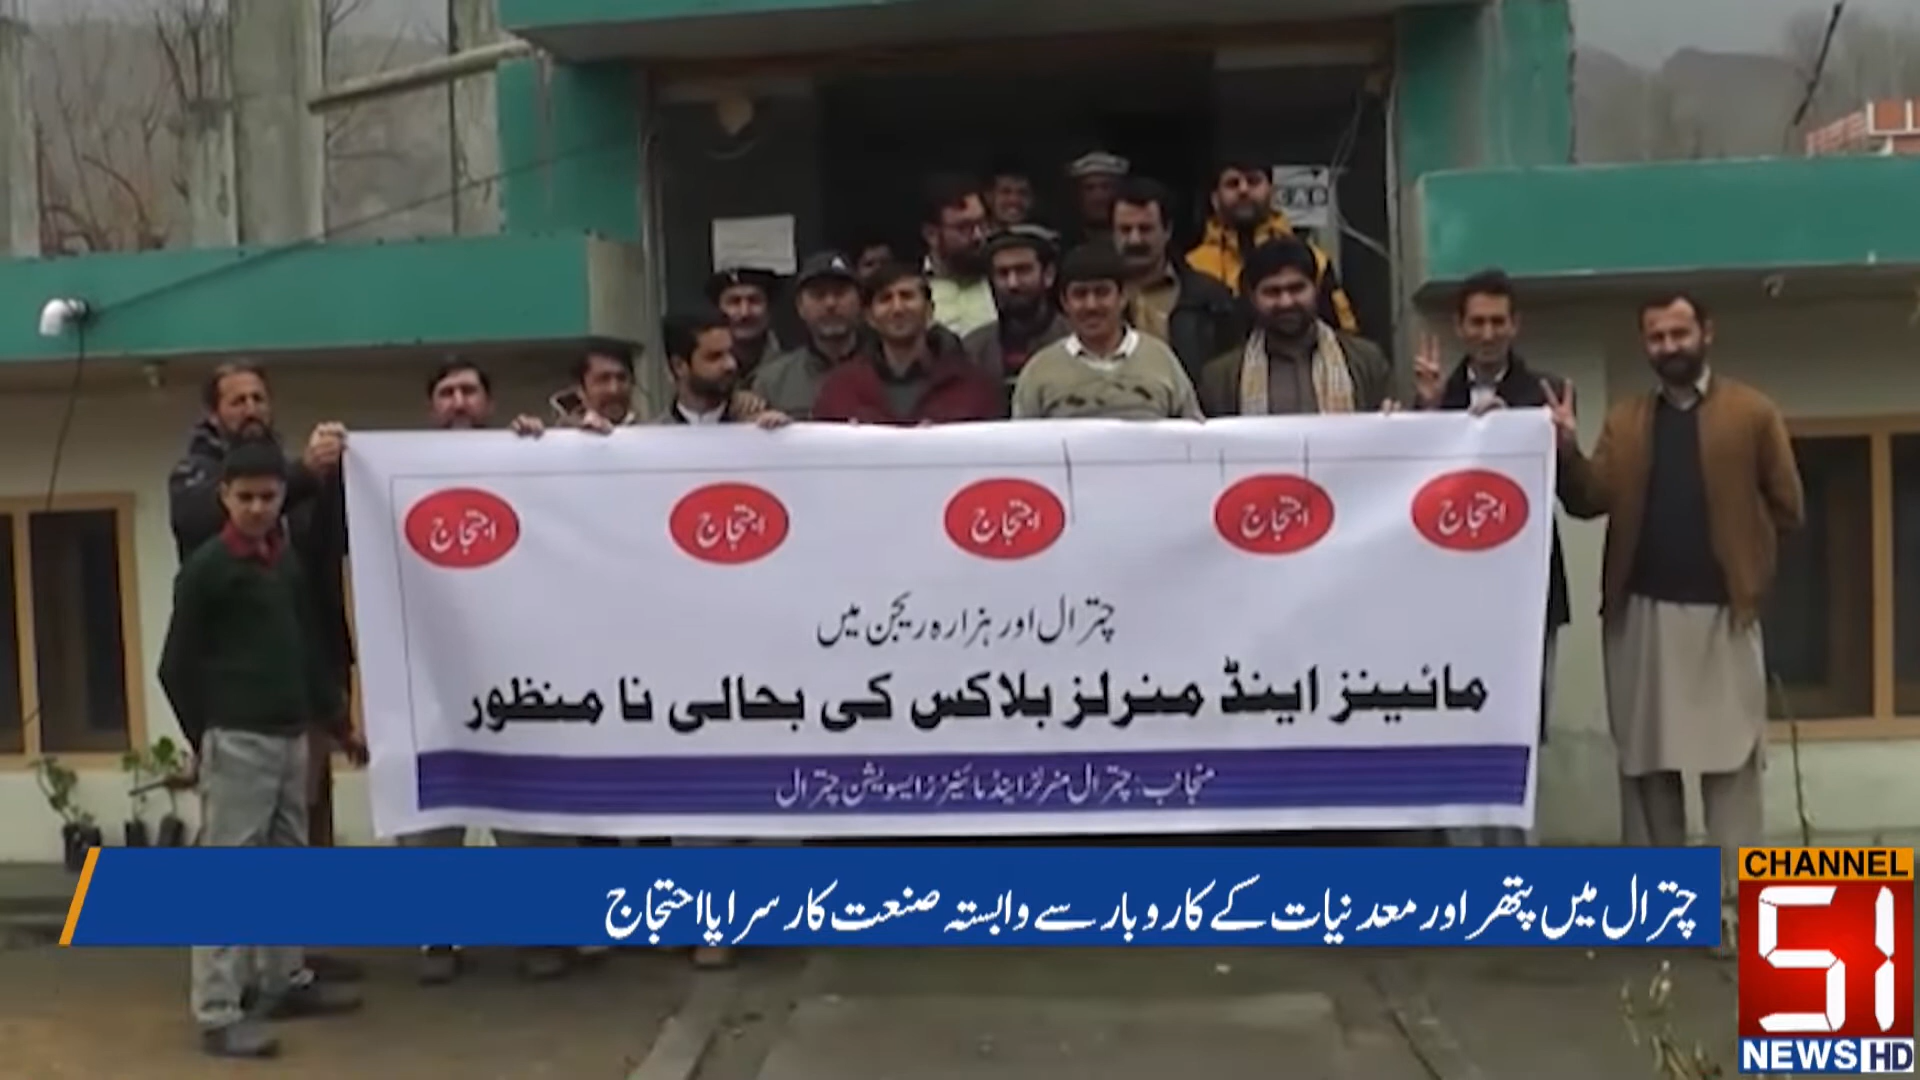 احتجاج احتجاج احتجاج احتجاج احتجاج
چترال اور ہزارہ ریجن میں
مائینز اینڈ منرلز بلاکس کی بحالی نا منظور
منجانب: چترال منرلز اینڈ مائینز ایسوسیشن چترال
چترال میں پتھر اور معدنیات کے کاروبار سے وابستہ صنعت کار سراپا احتجاج
CHANNEL
51
NEWS HD